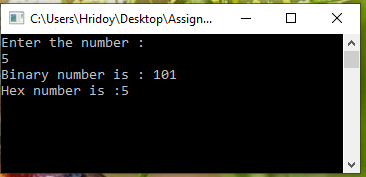 C:\Users\Hridoy\Desktop\Assign...
Enter the number :
5
Binary number is : 101
Hex number is :5